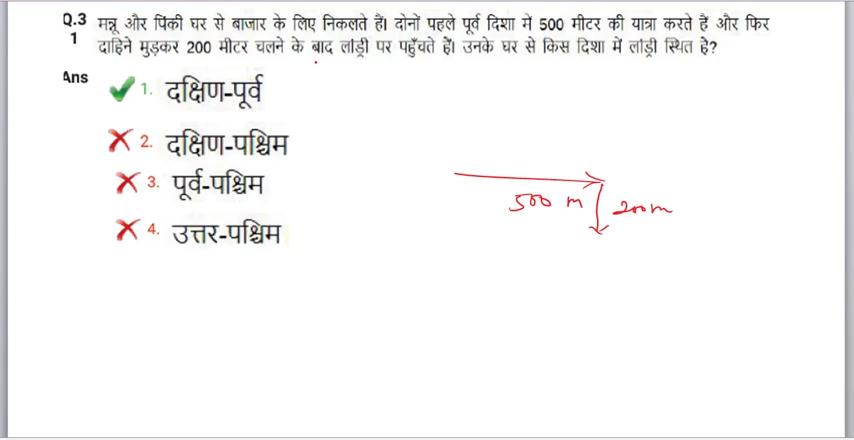 Q.3 मन्नू और पिंकी घर से बाजार के लिए निकलते हैं। दोनों पहले पूर्व दिशा में 500 मीटर की यात्रा करते हैं और फिर
1 दाहिने मुड़कर 200 मीटर चलने के बाद लांड्री पर पहुँचते हैं। उनके घर से किस दिशा में लांड्री स्थित है?
Ans
1. दक्षिण-पूर्व
2. दक्षिण-पश्चिम
3. पूर्व-पश्चिम
4. उत्तर-पश्चिम
500 m
200m